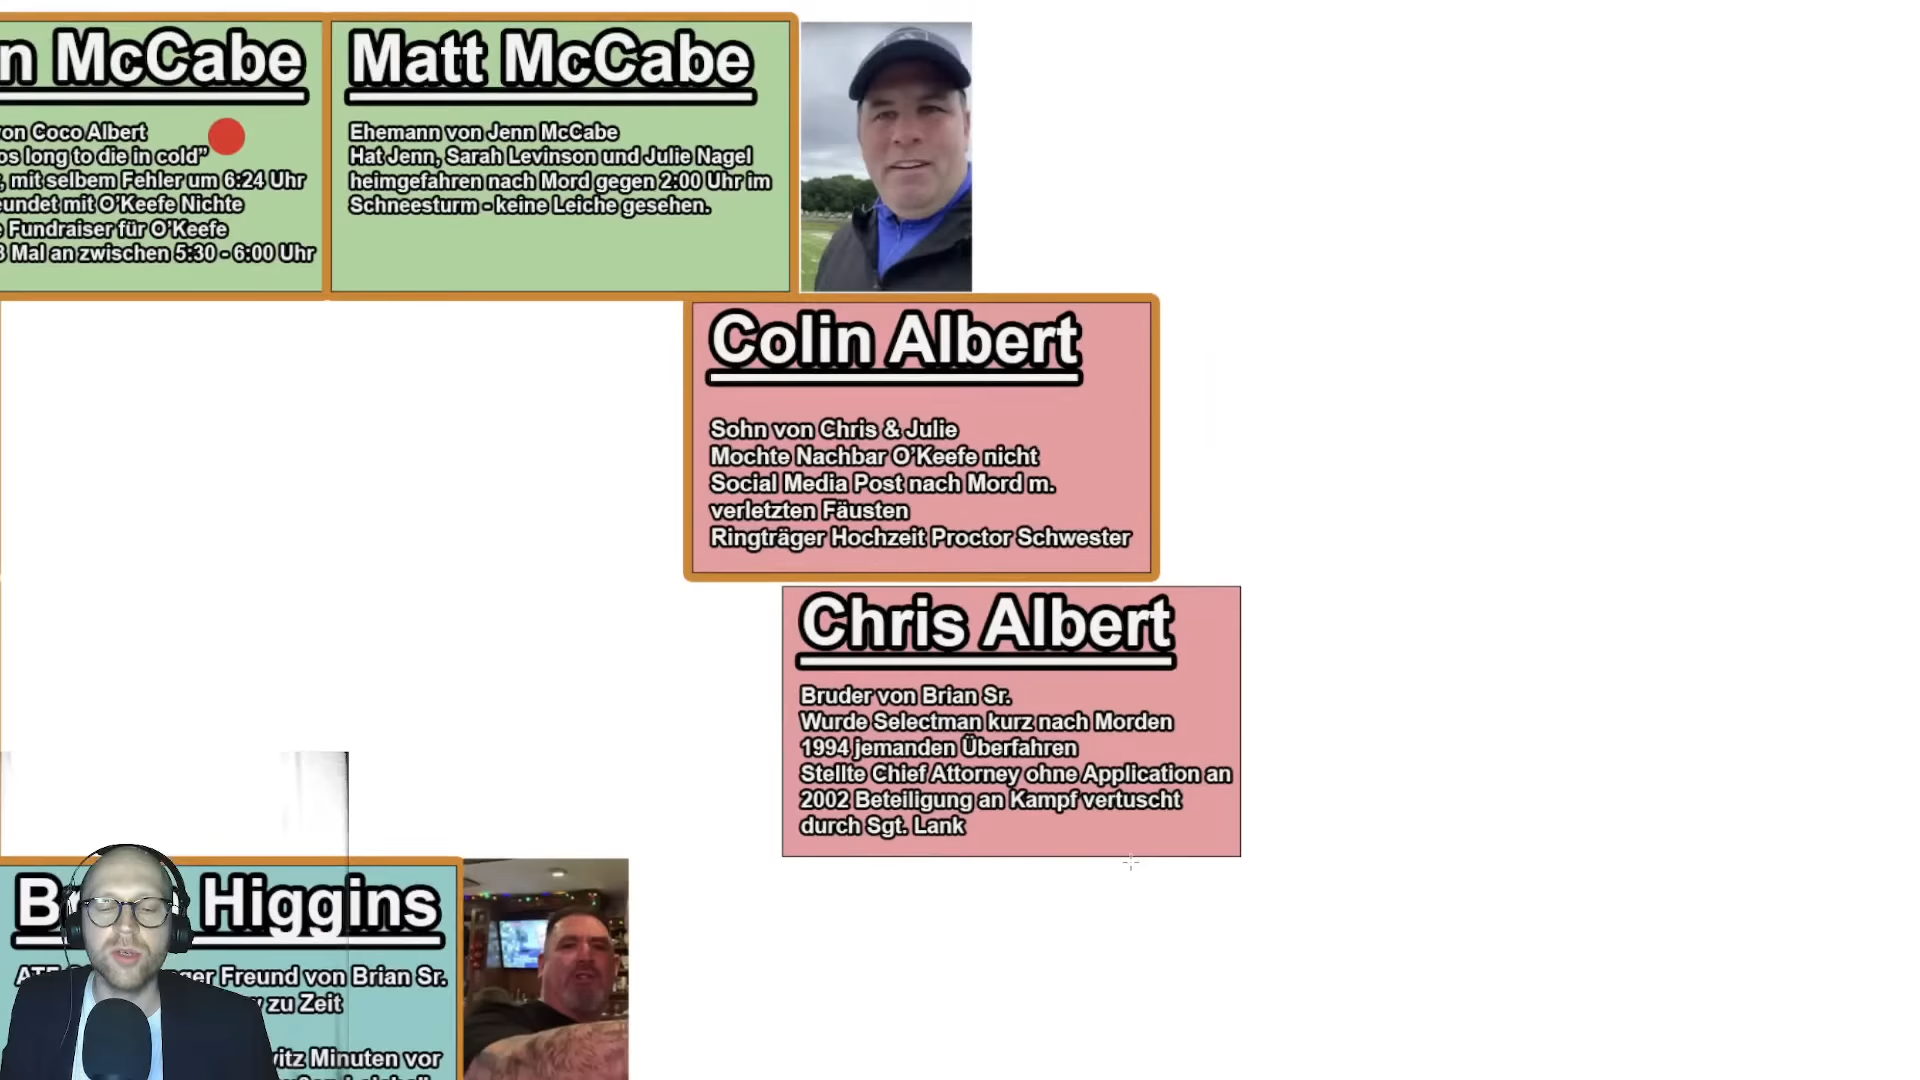 n McCabe
von Coco Albert
os long to die in cold”
, mit selbem Fehler um 6:24 Uhr
eundet mit O'Keefe Nichte
e Fundraiser für O'Keefe
3 Mal an zwischen 5:30 - 6:00 Uhr
Matt McCabe
Ehemann von Jenn McCabe
Hat Jenn, Sarah Levinson und Julie Nagel
heimgefahren nach Mord gegen 2:00 Uhr im
Schneesturm - keine Leiche gesehen.
Colin Albert
Sohn von Chris & Julie
Mochte Nachbar O'Keefe nicht
Social Media Post nach Mord m.
verletzten Fäusten
Ringträger Hochzeit Proctor Schwester
Chris Albert
Bruder von Brian Sr.
Wurde Selectman kurz nach Morden
1994 jemanden Überfahren
Stellte Chief Attorney ohne Application an
2002 Beteiligung an Kampf vertuscht
durch Sgt. Lank
Higgins
Freund von Brian Sr.
zu Zeit
Minuten vor